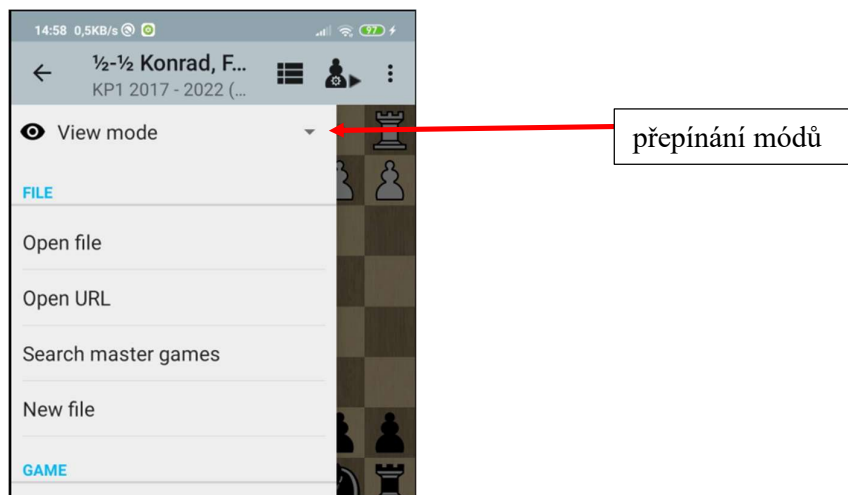 14:58 0,5KB/s 97
½-½ Konrad, F...
KP1 2017 - 2022 (...
View mode
přepínání módů
FILE
Open file
Open URL
Search master games
New file
GAME